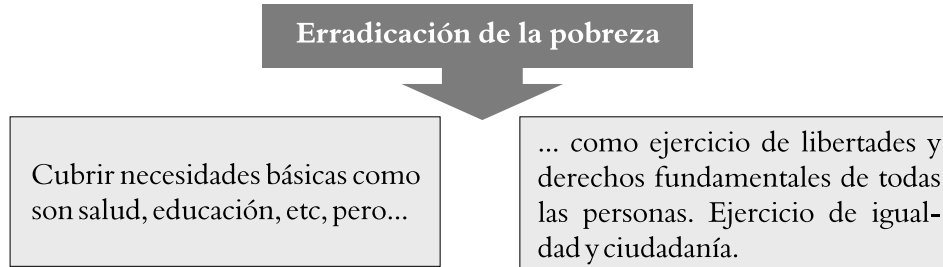 Erradicación de la pobreza
Cubrir necesidades básicas como
son salud, educación, etc, pero...
... como ejercicio de libertades y
derechos fundamentales de todas
las personas. Ejercicio de igual-
dad y ciudadanía.